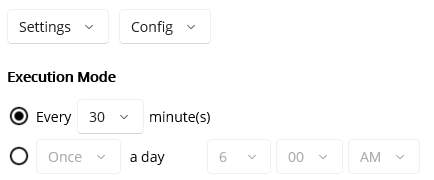 Settings Config
Execution Mode
Every 30 minute(s)
Once a day 6 00 AM